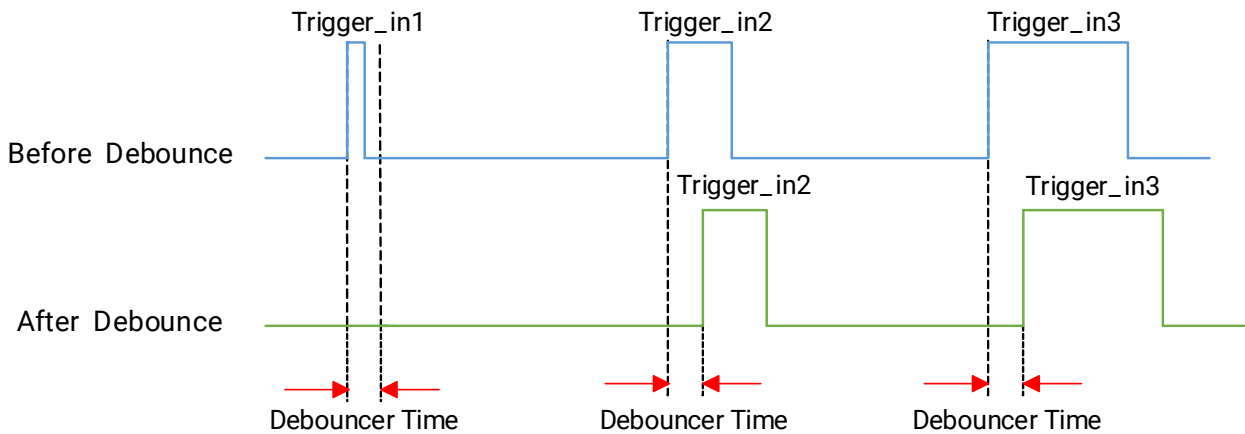 Trigger_in1
Trigger_in2
Trigger_in3
Before Debounce
Trigger_in2
Trigger_in3
After Debounce
Debouncer Time
Debouncer Time
Debouncer Time